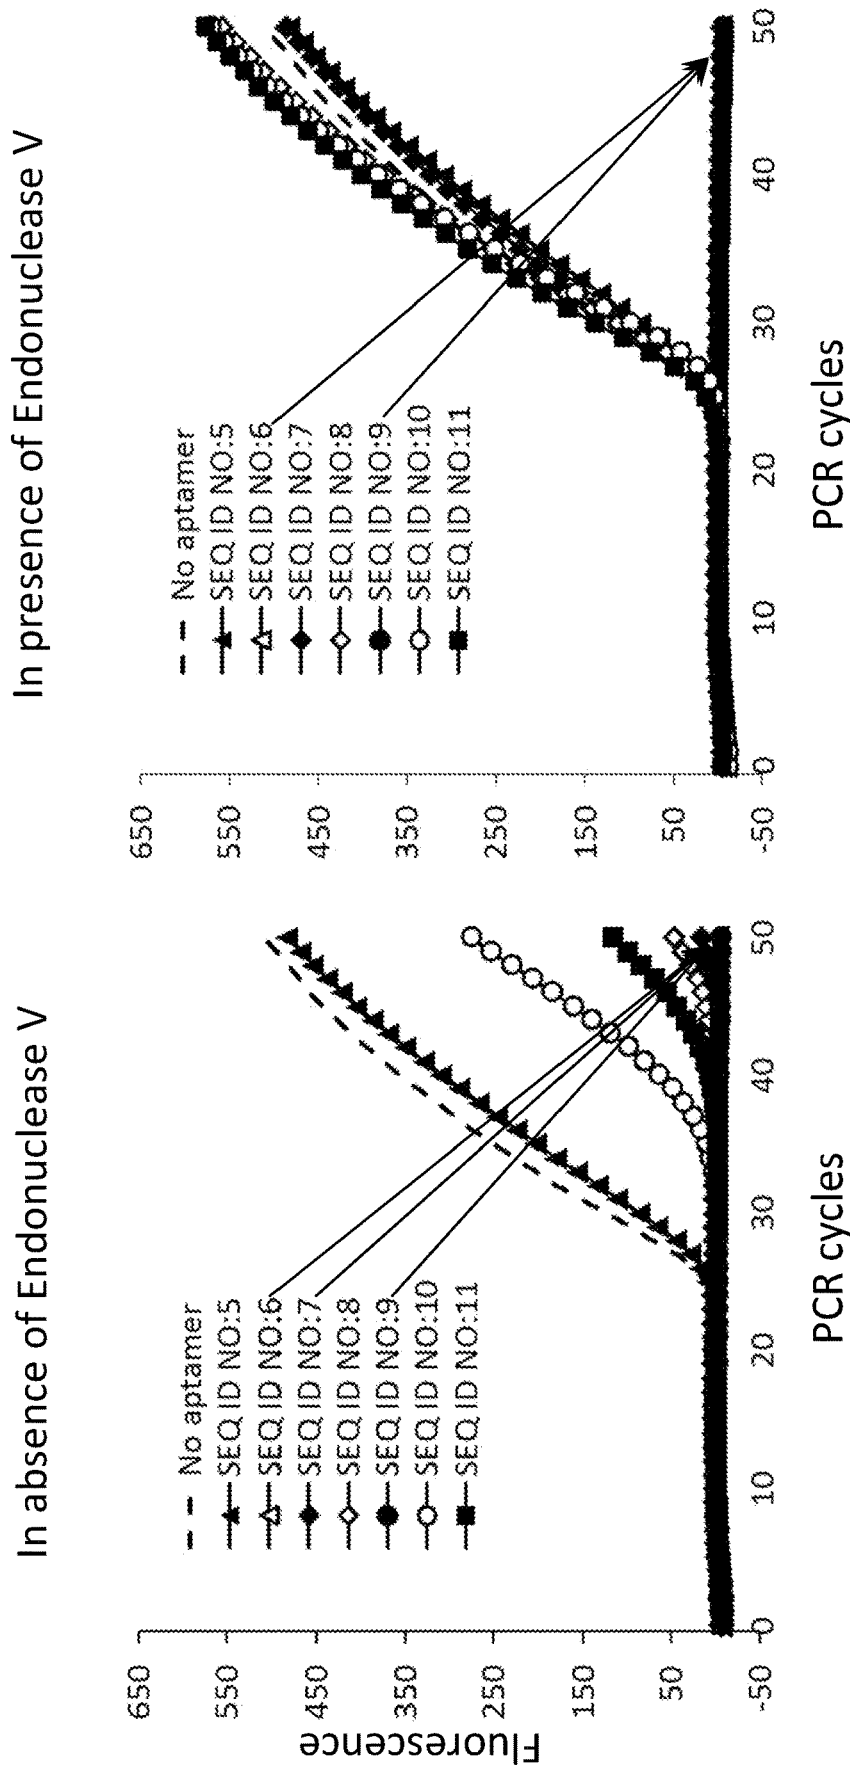 In absence of Endonuclease V
Fluorescence
650
550
450
350
250
150
50
-50
No aptamer
SEQ ID NO:5
SEQ ID NO:6
SEQ ID NO:7
SEQ ID NO:8
SEQ ID NO:9
SEQ ID NO:10
SEQ ID NO:11
0
10
20
30
40
50
PCR cycles
In presence of Endonuclease V
650
550
450
350
250
150
50
-50
No aptamer
SEQ ID NO:5
SEQ ID NO:6
SEQ ID NO:7
SEQ ID NO:8
SEQ ID NO:9
SEQ ID NO:10
SEQ ID NO:11
0
10
20
30
40
50
PCR cycles